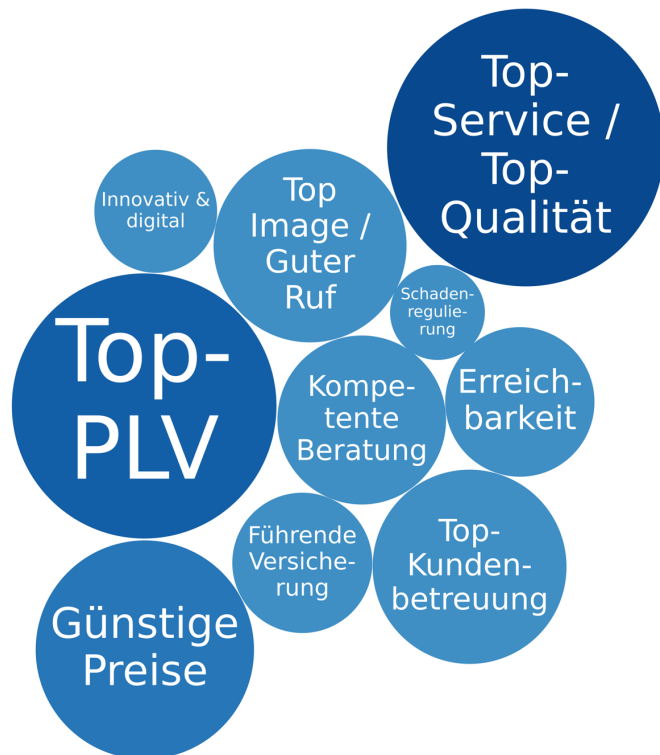 Top-
Service /
Top-
Qualität
Innovativ &
digital
Top
Image /
Guter
Ruf
Schaden-
regulie-
rung
Top-
PLV
Kompe-
tente
Beratung
Erreich-
barkeit
Führende
Versiche-
rung
Top-
Kunden-
betreuung
Günstige
Preise